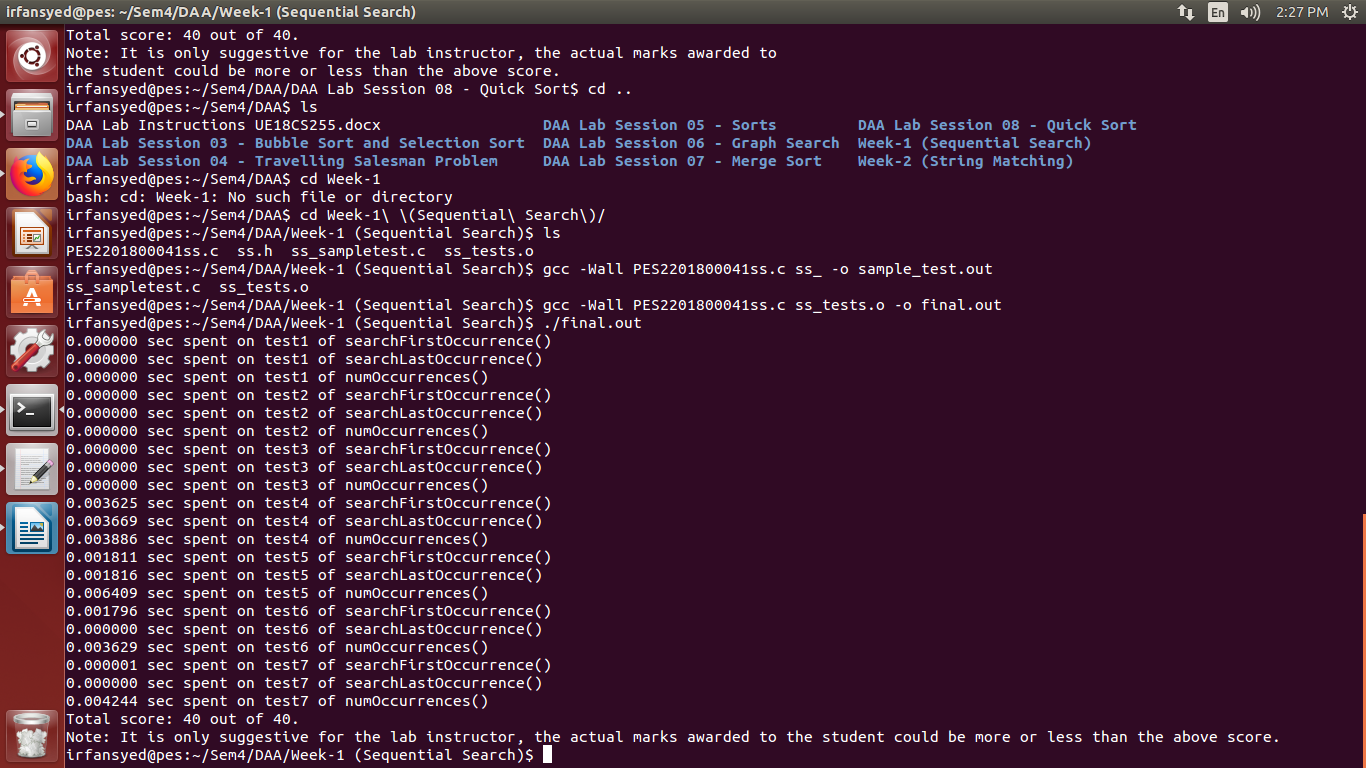 irfansyed@pes: ~/Sem4/DAA/Week-1 (Sequential Search)
En
2:27 PM
Total score: 40 out of 40.
Note: It is only suggestive for the lab instructor, the actual marks awarded to
the student could be more or less than the above score.
irfansyed@pes:~/Sem4/DAA/DAA Lab Session 08 - Quick Sort$ cd ..
irfansyed@pes:~/Sem4/DAA$ ls
DAA Lab Instructions UE18CS255.docx                  DAA Lab Session 05 - Sorts         DAA Lab Session 08 - Quick Sort
DAA Lab Session 03 - Bubble Sort and Selection Sort  DAA Lab Session 06 - Graph Search  Week-1 (Sequential Search)
DAA Lab Session 04 - Travelling Salesman Problem     DAA Lab Session 07 - Merge Sort    Week-2 (String Matching)
irfansyed@pes:~/Sem4/DAA$ cd Week-1
bash: cd: Week-1: No such file or directory
irfansyed@pes:~/Sem4/DAA$ cd Week-1\ \(Sequential\ Search\)/
irfansyed@pes:~/Sem4/DAA/Week-1 (Sequential Search)$ ls
PES2201800041ss.c  ss.h  ss_sampletest.c  ss_tests.o
irfansyed@pes:~/Sem4/DAA/Week-1 (Sequential Search)$ gcc -Wall PES2201800041ss.c ss_ -o sample_test.out
ss_sampletest.c  ss_tests.o
irfansyed@pes:~/Sem4/DAA/Week-1 (Sequential Search)$ gcc -Wall PES2201800041ss.c ss_tests.o -o final.out
irfansyed@pes:~/Sem4/DAA/Week-1 (Sequential Search)$ ./final.out
0.000000 sec spent on test1 of searchFirstOccurrence()
0.000000 sec spent on test1 of searchLastOccurrence()
0.000000 sec spent on test1 of numOccurrences()
0.000000 sec spent on test2 of searchFirstOccurrence()
0.000000 sec spent on test2 of searchLastOccurrence()
0.000000 sec spent on test2 of numOccurrences()
0.000000 sec spent on test3 of searchFirstOccurrence()
0.000000 sec spent on test3 of searchLastOccurrence()
0.000000 sec spent on test3 of numOccurrences()
0.003625 sec spent on test4 of searchFirstOccurrence()
0.003669 sec spent on test4 of searchLastOccurrence()
0.003886 sec spent on test4 of numOccurrences()
0.001811 sec spent on test5 of searchFirstOccurrence()
0.001816 sec spent on test5 of searchLastOccurrence()
0.006409 sec spent on test5 of numOccurrences()
0.001796 sec spent on test6 of searchFirstOccurrence()
0.000000 sec spent on test6 of searchLastOccurrence()
0.003629 sec spent on test6 of numOccurrences()
0.000001 sec spent on test7 of searchFirstOccurrence()
0.000000 sec spent on test7 of searchLastOccurrence()
0.004244 sec spent on test7 of numOccurrences()
Total score: 40 out of 40.
Note: It is only suggestive for the lab instructor, the actual marks awarded to the student could be more or less than the above score.
irfansyed@pes:~/Sem4/DAA/Week-1 (Sequential Search)$